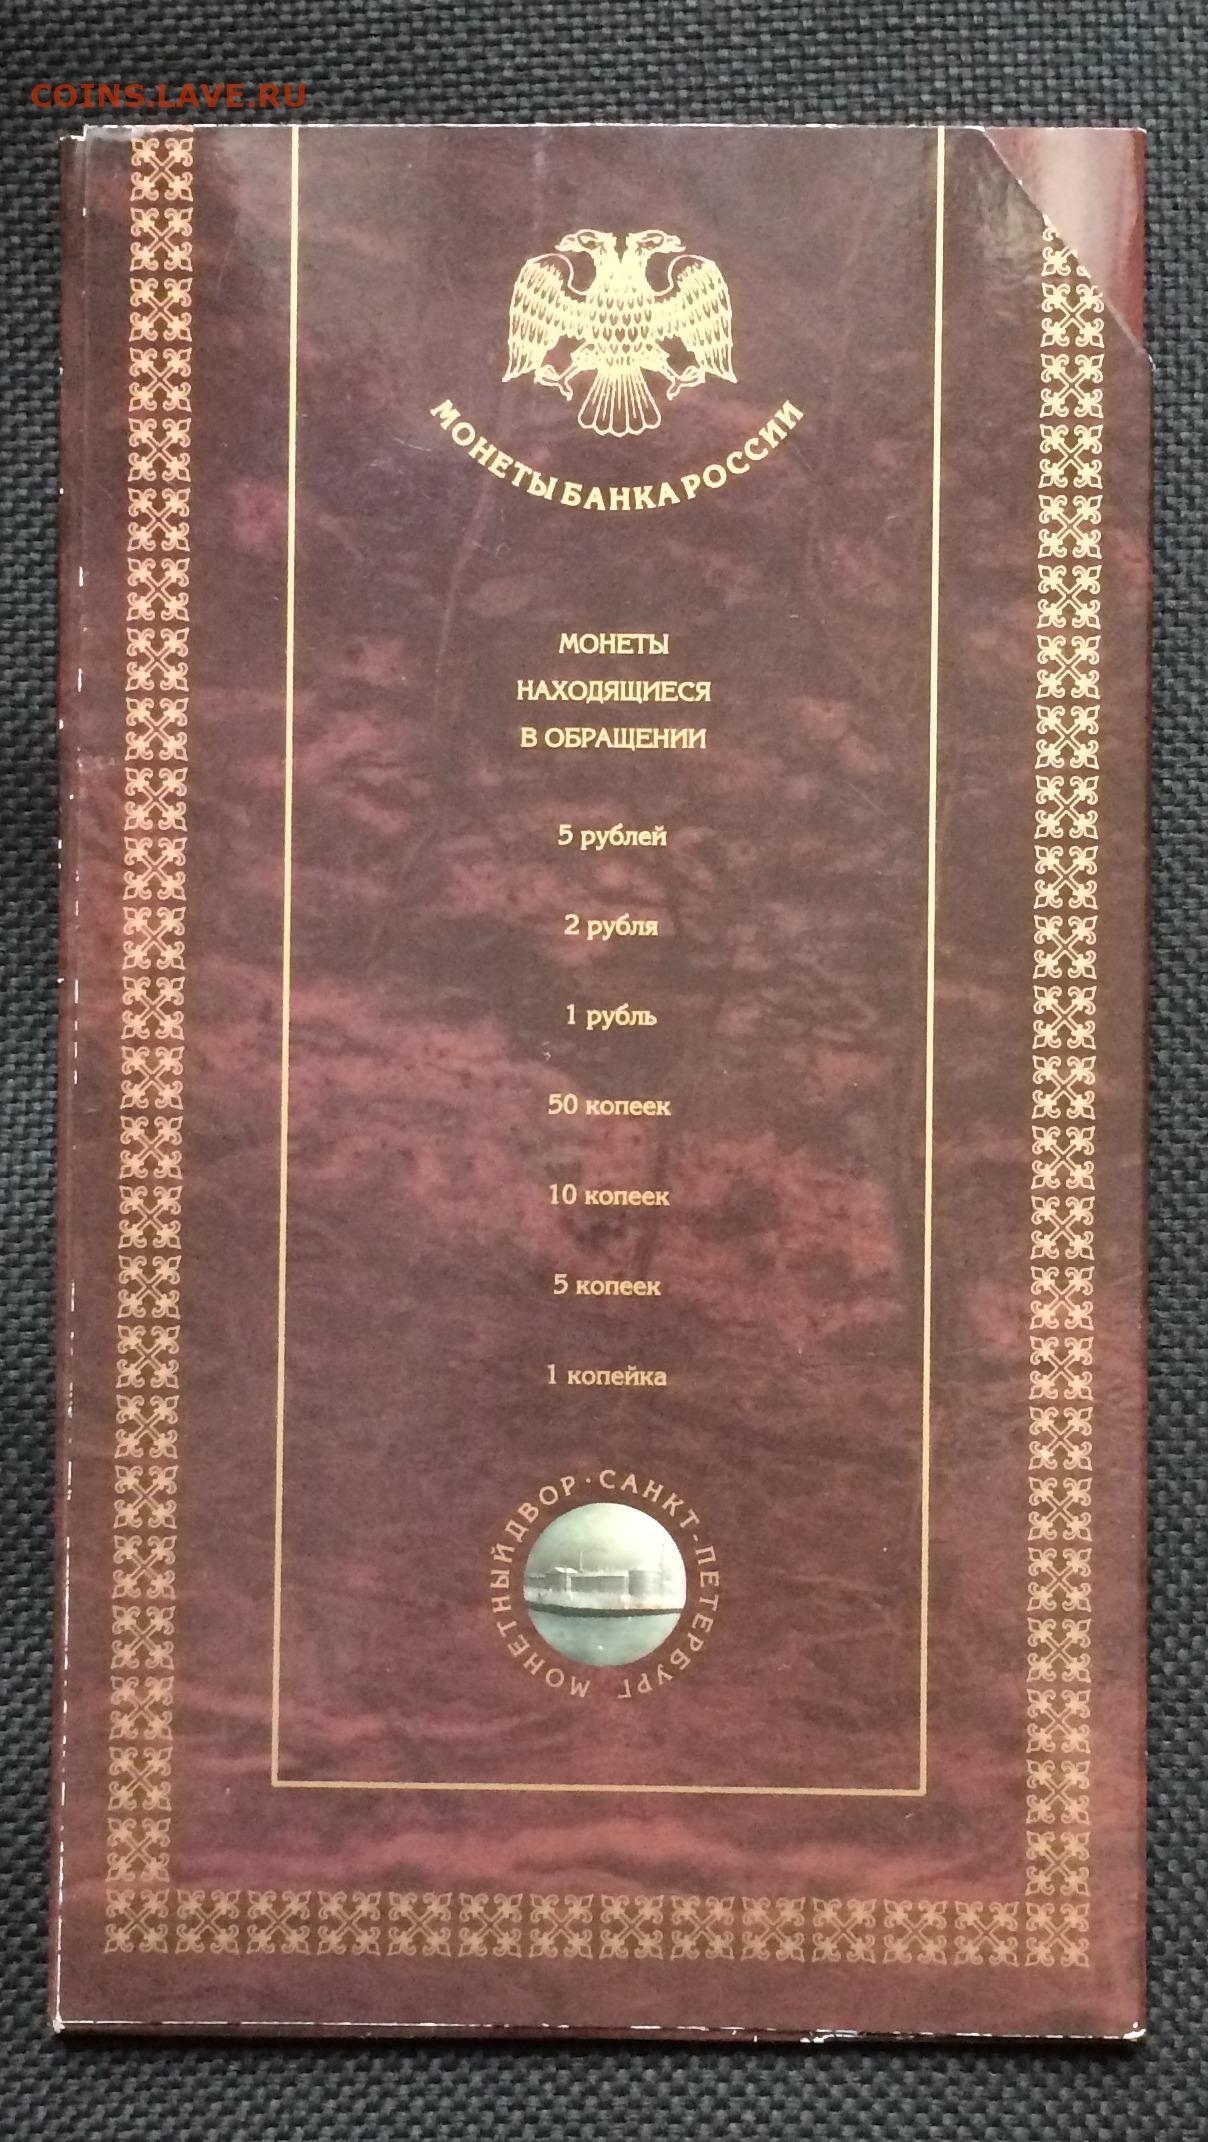 COINS.LAVE.RU
МОНЕТЫ БАНКА РОССИИ
МОНЕТЫ
НАХОДЯЩИЕСЯ
В ОБРАЩЕНИИ
5 рублей
2 рубля
1 рубль
50 копеек
10 копеек
5 копеек
1 копейка
МОНЕТНЫЙ ДВОР · САНКТ-ПЕТЕРБУРГ